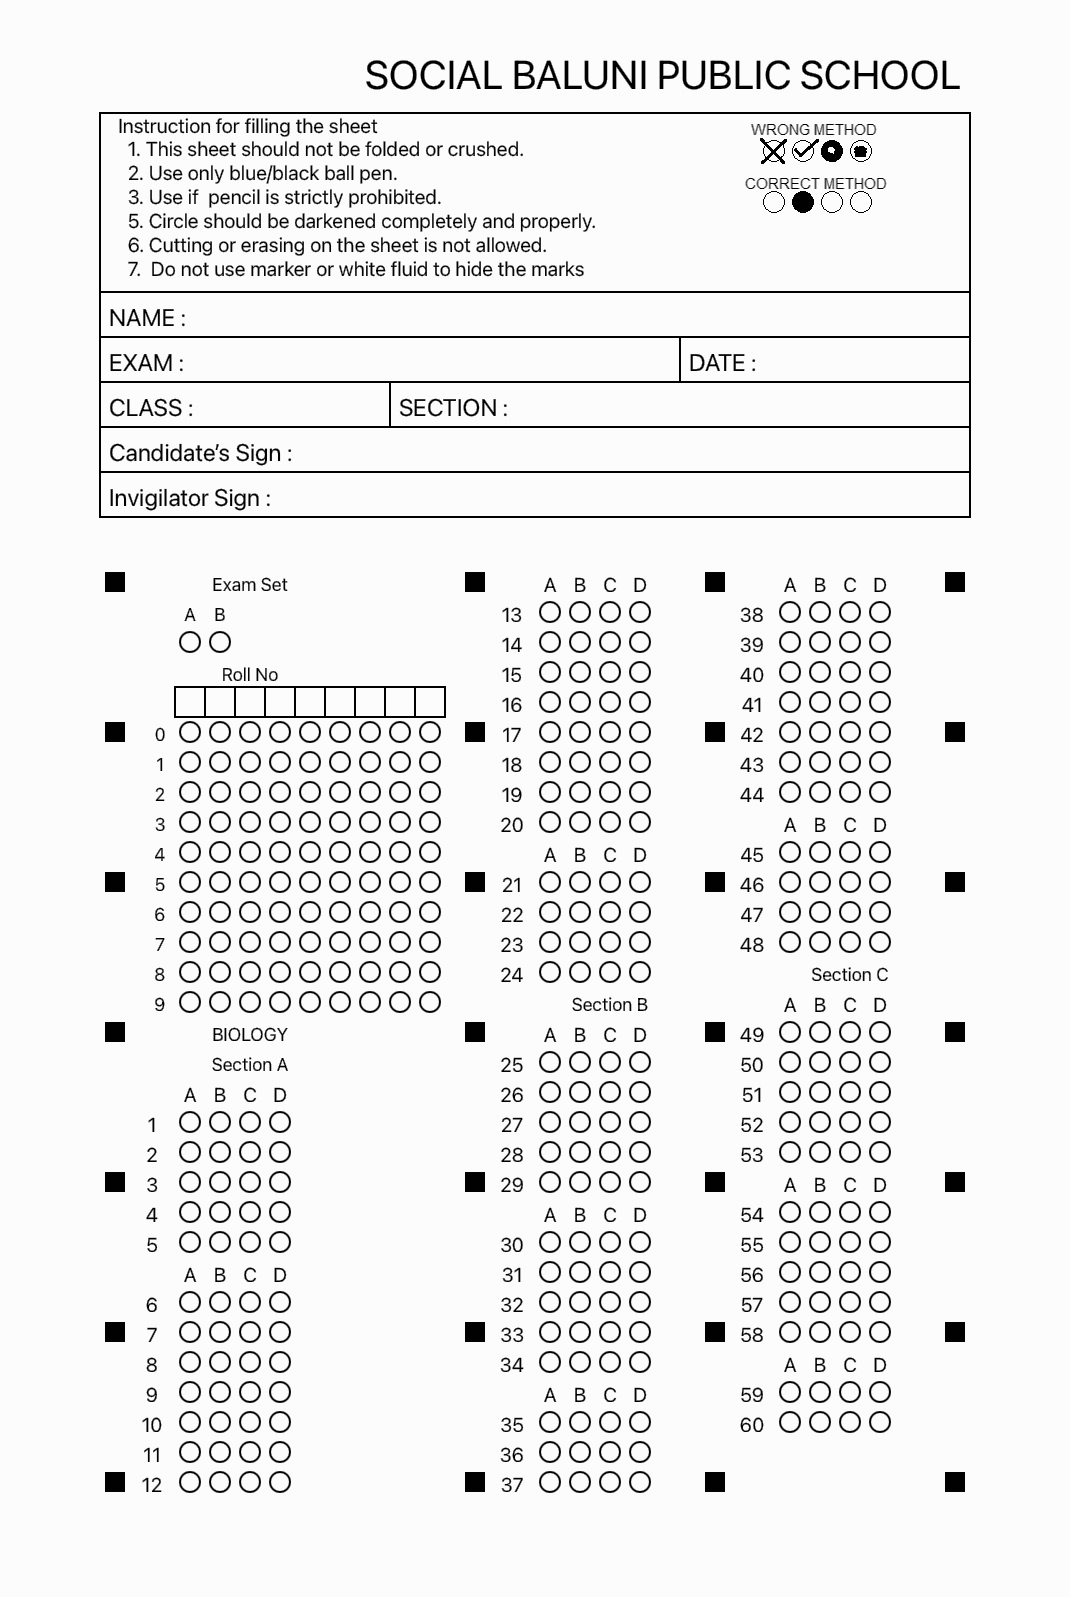 SOCIAL BALUNI PUBLIC SCHOOL
Instruction for filling the sheet
1. This sheet should not be folded or crushed.
2. Use only blue/black ball pen.
3. Use if  pencil is strictly prohibited.
5. Circle should be darkened completely and properly.
6. Cutting or erasing on the sheet is not allowed.
7.  Do not use marker or white fluid to hide the marks
WRONG METHOD
CORRECT METHOD
NAME :
EXAM :
DATE :
CLASS :
SECTION :
Candidate’s Sign :
Invigilator Sign :
Exam Set
A B
Roll No
0
1
2
3
4
5
6
7
8
9
BIOLOGY
Section A
A B C D
1
2
3
4
5
A B C D
6
7
8
9
10
11
12
A B C D
13
14
15
16
17
18
19
20
A B C D
21
22
23
24
Section B
A B C D
25
26
27
28
29
A B C D
30
31
32
33
34
A B C D
35
36
37
A B C D
38
39
40
41
42
43
44
A B C D
45
46
47
48
Section C
A B C D
49
50
51
52
53
A B C D
54
55
56
57
58
A B C D
59
60